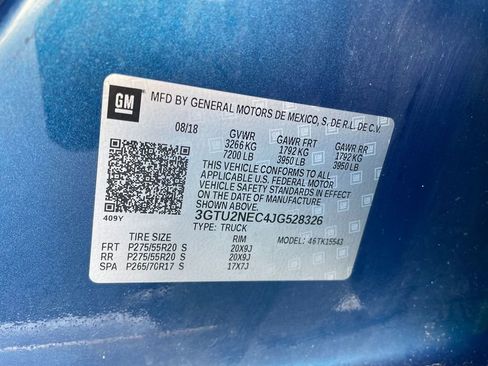 GM MFD BY GENERAL MOTORS DE MEXICO, S. DE R.L. DE C.V.
08/18 GVWR GAWR FRT GAWR RR
3266 KG 1792 KG 1792 KG
7200 LB 3950 LB 3950 LB
THIS VEHICLE CONFORMS TO ALL
APPLICABLE U.S. FEDERAL MOTOR
VEHICLE SAFETY STANDARDS IN EFFECT
ON THE DATE OF MANUFACTURE
SHOWN ABOVE.
409Y 3GTU2NEC4JG528326
TYPE: TRUCK
TIRE SIZE RIM MODEL: 46TK15543
FRT P275/55R20 S 20X9J
RR P275/55R20 S 20X9J
SPA P265/70R17 S 17X7J